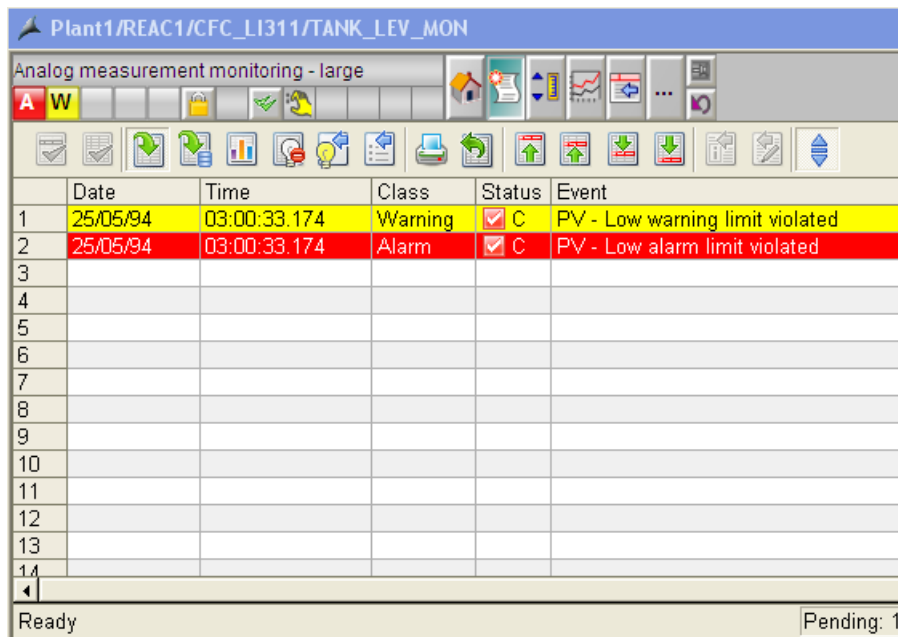 Plant1/REAC1/CFC_LI311/TANK_LEV_MON
Analog measurement monitoring - large
A W
...
Date Time Class Status Event
1 25/05/94 03:00:33.174 Warning C PV - Low warning limit violated
2 25/05/94 03:00:33.174 Alarm C PV - Low alarm limit violated
3
4
5
6
7
8
9
10
11
12
13
14
Ready Pending: 1